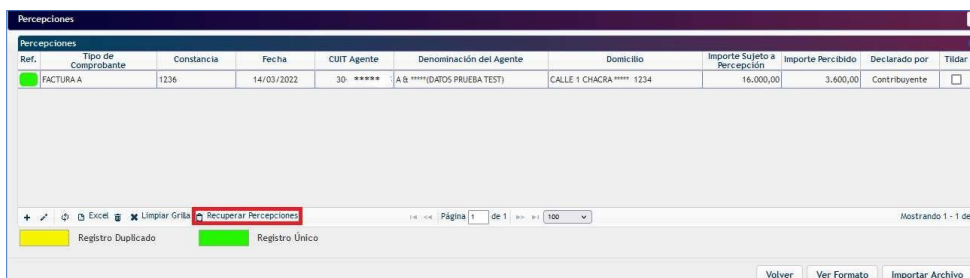 Percepciones
Percepciones
Ref. Tipo de Comprobante Constancia Fecha CUIT Agente Denominación del Agente Domicilio Importe Sujeto a Percepción Importe Percibido Declarado por Tildar
FACTURA A 1236 14/03/2022 30- ***** A & *****(DATOS PRUEBA TEST) CALLE 1 CHACRA ***** 1234 16.000,00 3.600,00 Contribuyente
Excel Limpiar Grilla Recuperar Percepciones Página 1 de 1 100 Mostrando 1 - 1 de
Registro Duplicado Registro Único
Volver Ver Formato Importar Archivo